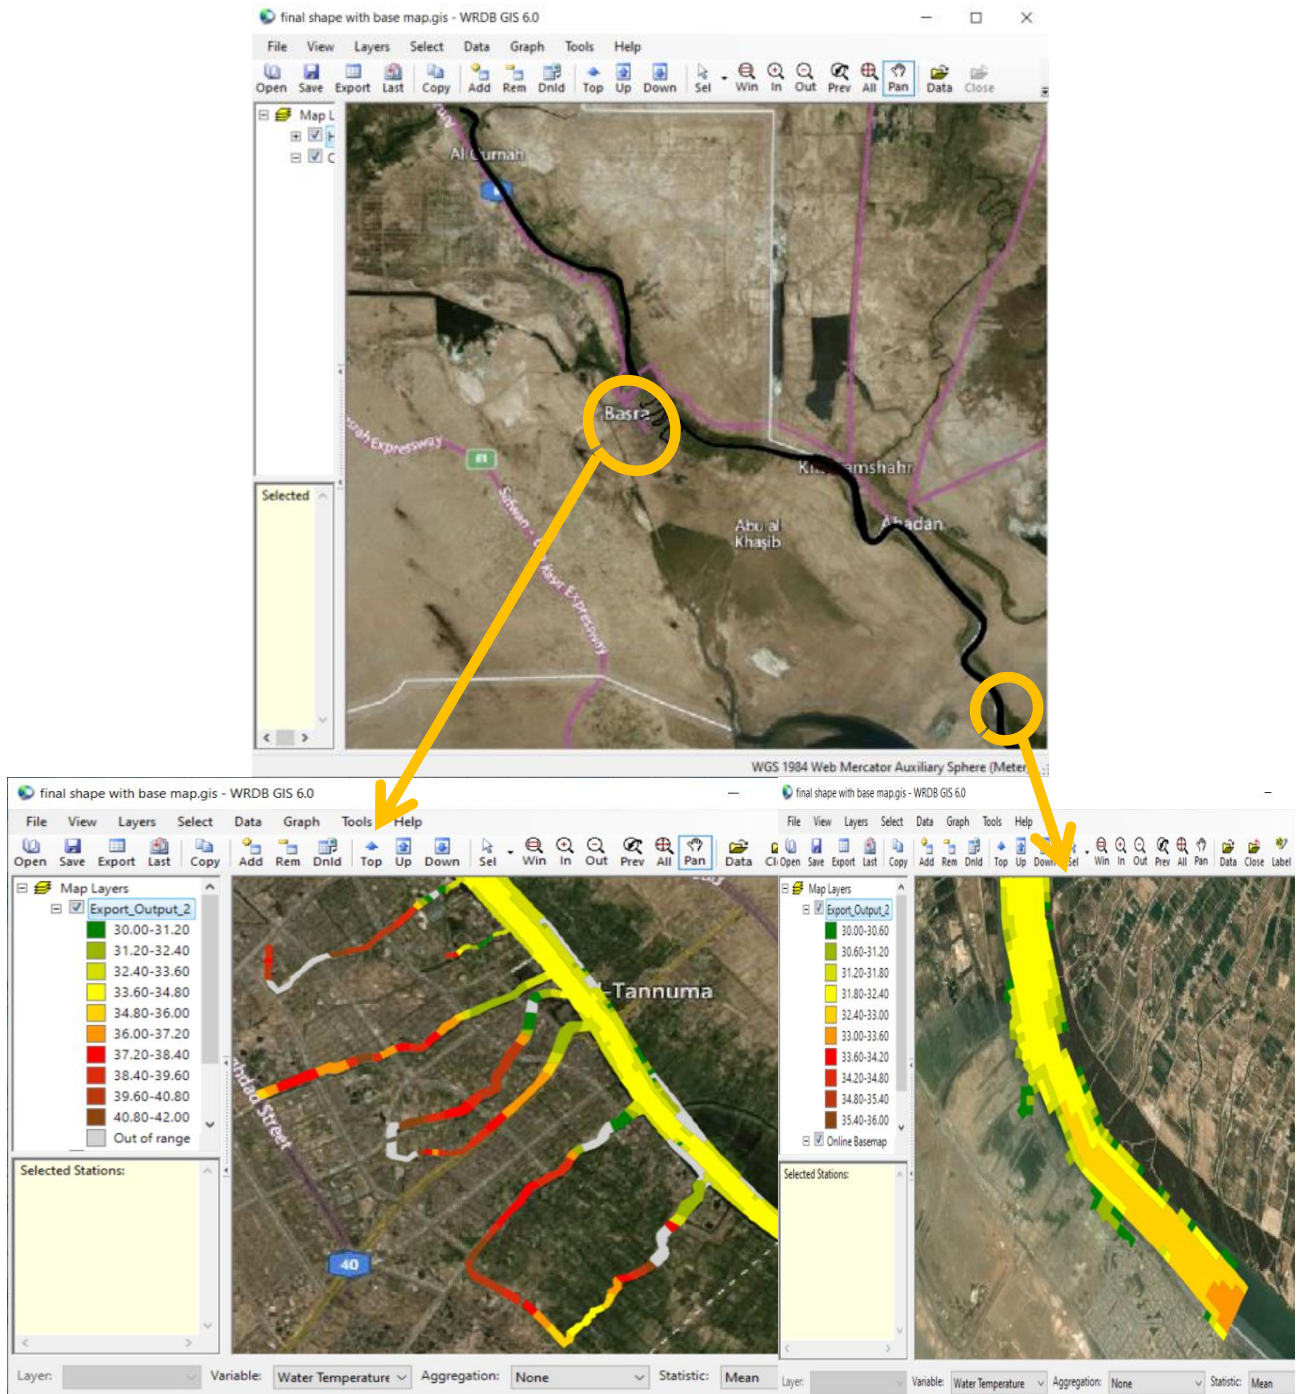 final shape with base map.gis - WRDB GIS 6.0
File View Layers Select Data Graph Tools Help
Open Save Export Last Copy Add Rem Dnld Top Up Down Sel Win In Out Prev All Pan Data Close
Map L
H
C
Selected
Al Qurnah
Basra
Expressway
81
Safwan -
Kayr Expressway
Abu al
Khasib
Abadan
WGS 1984 Web Mercator Auxiliary Sphere (Meter
final shape with base map.gis - WRDB GIS 6.0
File View Layers Select Data Graph Tools Help
Open Save Export Last Copy Add Rem Dnld Top Up Down Sel Win In Out Prev All Pan Data Cl
Map Layers
Export_Output_2
30.00-31.20
31.20-32.40
32.40-33.60
33.60-34.80
34.80-36.00
36.00-37.20
37.20-38.40
38.40-39.60
39.60-40.80
40.80-42.00
Out of range
Selected Stations:
Tannuma
Street
40
Layer: Variable: Water Temperature Aggregation: None Statistic: Mean
final shape with base map.gis - WRDB GIS 6.0
File View Layers Select Data Graph Tools Help
Open Save Export Last Copy Add Rem Dnld Top Up Down Sel Win In Out Prev All Pan Data Close Label
Map Layers
Export_Output_2
30.00-30.60
30.60-31.20
31.20-31.80
31.80-32.40
32.40-33.00
33.00-33.60
33.60-34.20
34.20-34.80
34.80-35.40
35.40-36.00
Online Basemap
Selected Stations:
Layer: Variable: Water Temperature Aggregation: None Statistic: Mean